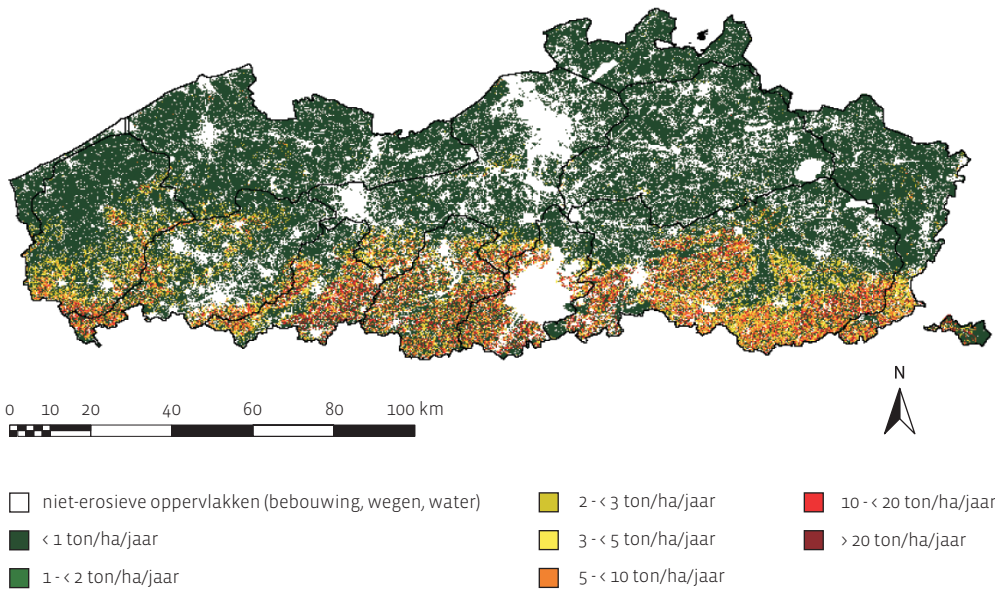 N
0 10 20 40 60 80 100 km
niet-erosieve oppervlakken (bebouwing, wegen, water)
< 1 ton/ha/jaar
1 - < 2 ton/ha/jaar
2 - < 3 ton/ha/jaar
3 - < 5 ton/ha/jaar
5 - < 10 ton/ha/jaar
10 - < 20 ton/ha/jaar
> 20 ton/ha/jaar